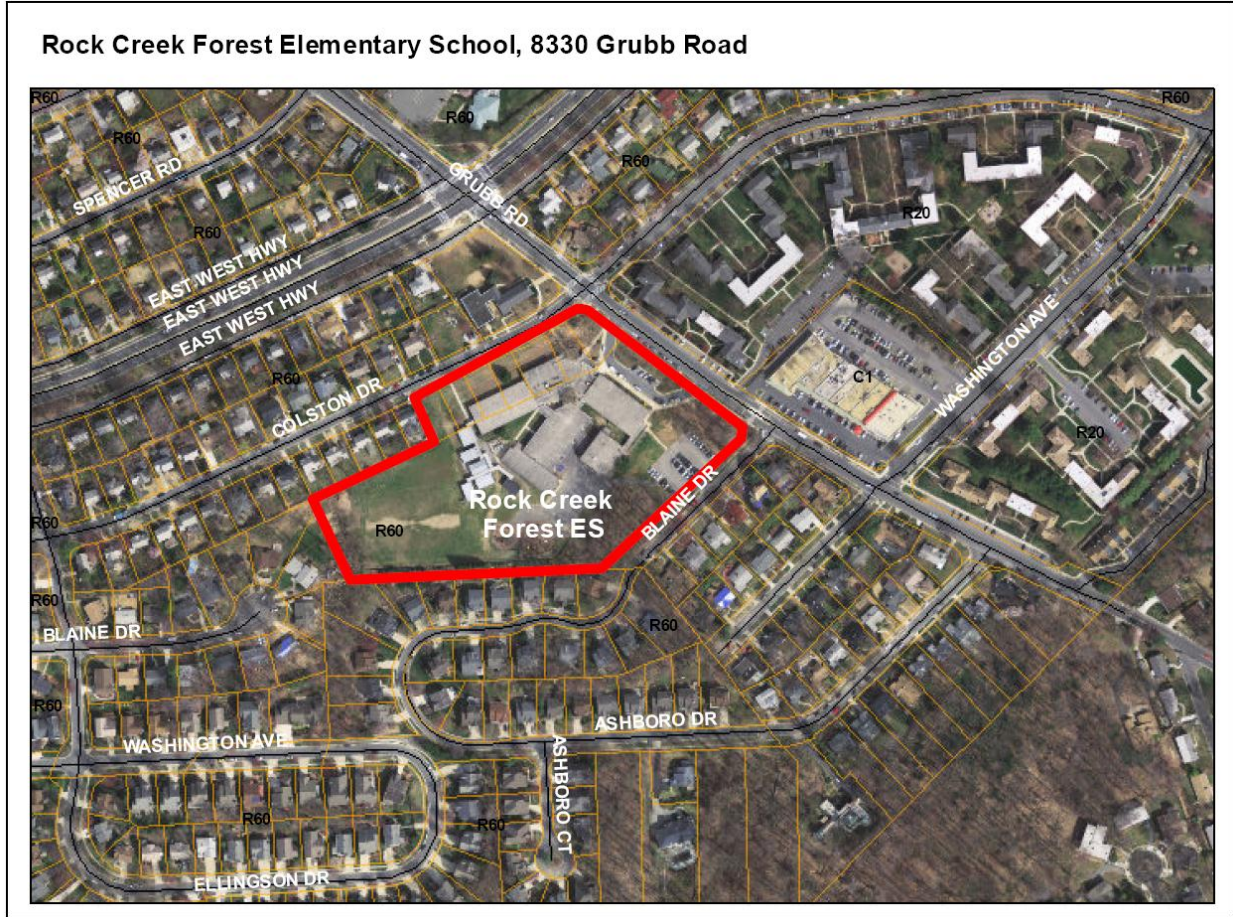 Rock Creek Forest Elementary School, 8330 Grubb Road
R60
R60
R60
R60
SPENCER RD
GRUBB RD
R60
R60
R20
EAST WEST HWY
EAST WEST HWY
EAST WEST HWY
R60
COLSTON DR
C1
WASHINGTON AVE
R20
Rock Creek
Forest ES
R60
R60
BLAINE DR
R60
BLAINE DR
R60
R60
WASHINGTON AVE
ASHBORO DR
ASHBORO CT
R60
R60
ELLINGSON DR